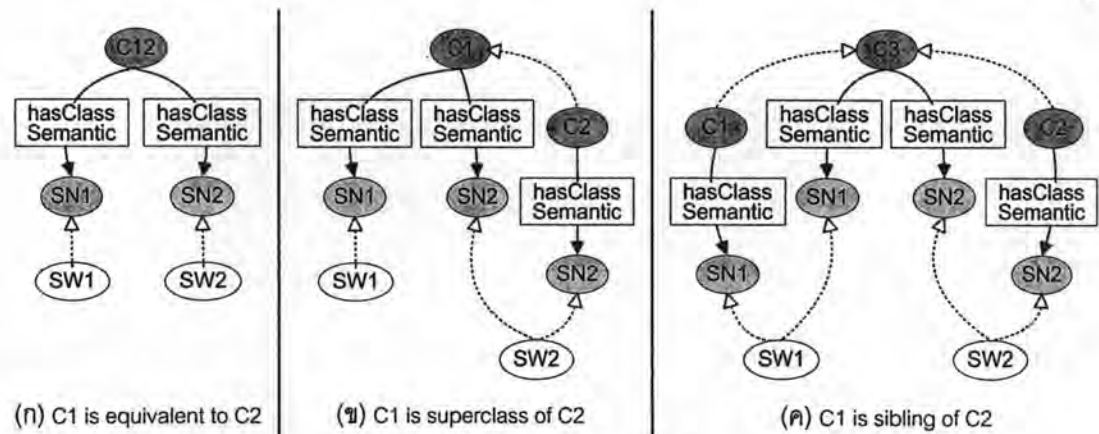 C12
hasClass
Semantic
hasClass
Semantic
SN1
SN2
SW1
SW2
(ก) C1 is equivalent to C2
C1
C2
hasClass
Semantic
hasClass
Semantic
SN1
SN2
hasClass
Semantic
SN2
SW1
SW2
(ข) C1 is superclass of C2
C3
C1
C2
hasClass
Semantic
hasClass
Semantic
hasClass
Semantic
SN1
SN2
hasClass
Semantic
SN1
SN2
SW1
SW2
(ค) C1 is sibling of C2